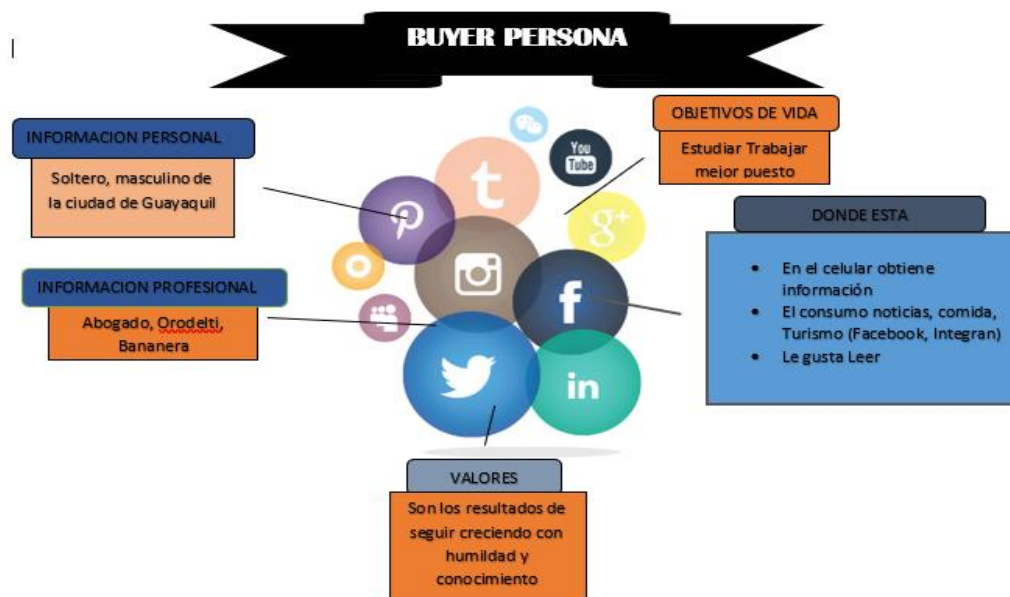 BUYER PERSONA
INFORMACION PERSONAL
Soltero, masculino de
la ciudad de Guayaquil
INFORMACION PROFESIONAL
Abogado, Orodelti,
Bananera
OBJETIVOS DE VIDA
Estudiar Trabajar
mejor puesto
DONDE ESTA
• En el celular obtiene
información
• El consumo noticias, comida,
Turismo (Facebook, Integran)
• Le gusta Leer
VALORES
Son los resultados de
seguir creciendo con
humildad y
conocimiento
You
Tube
t
g+
f
in